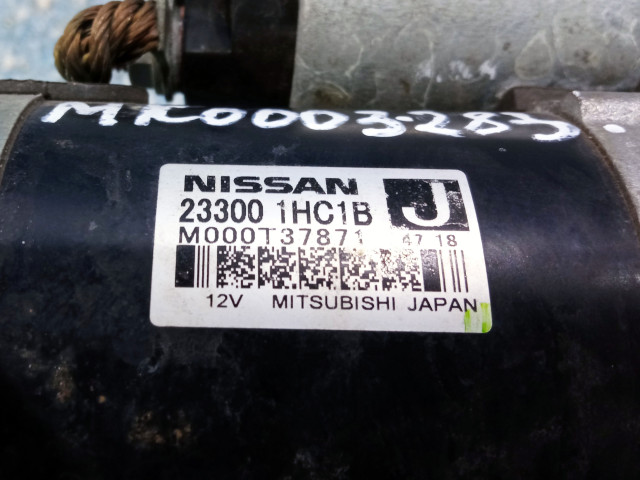 MK0003283.
NISSAN
23300 1HC1B J
M000T37871 47 18
12V MITSUBISHI JAPAN